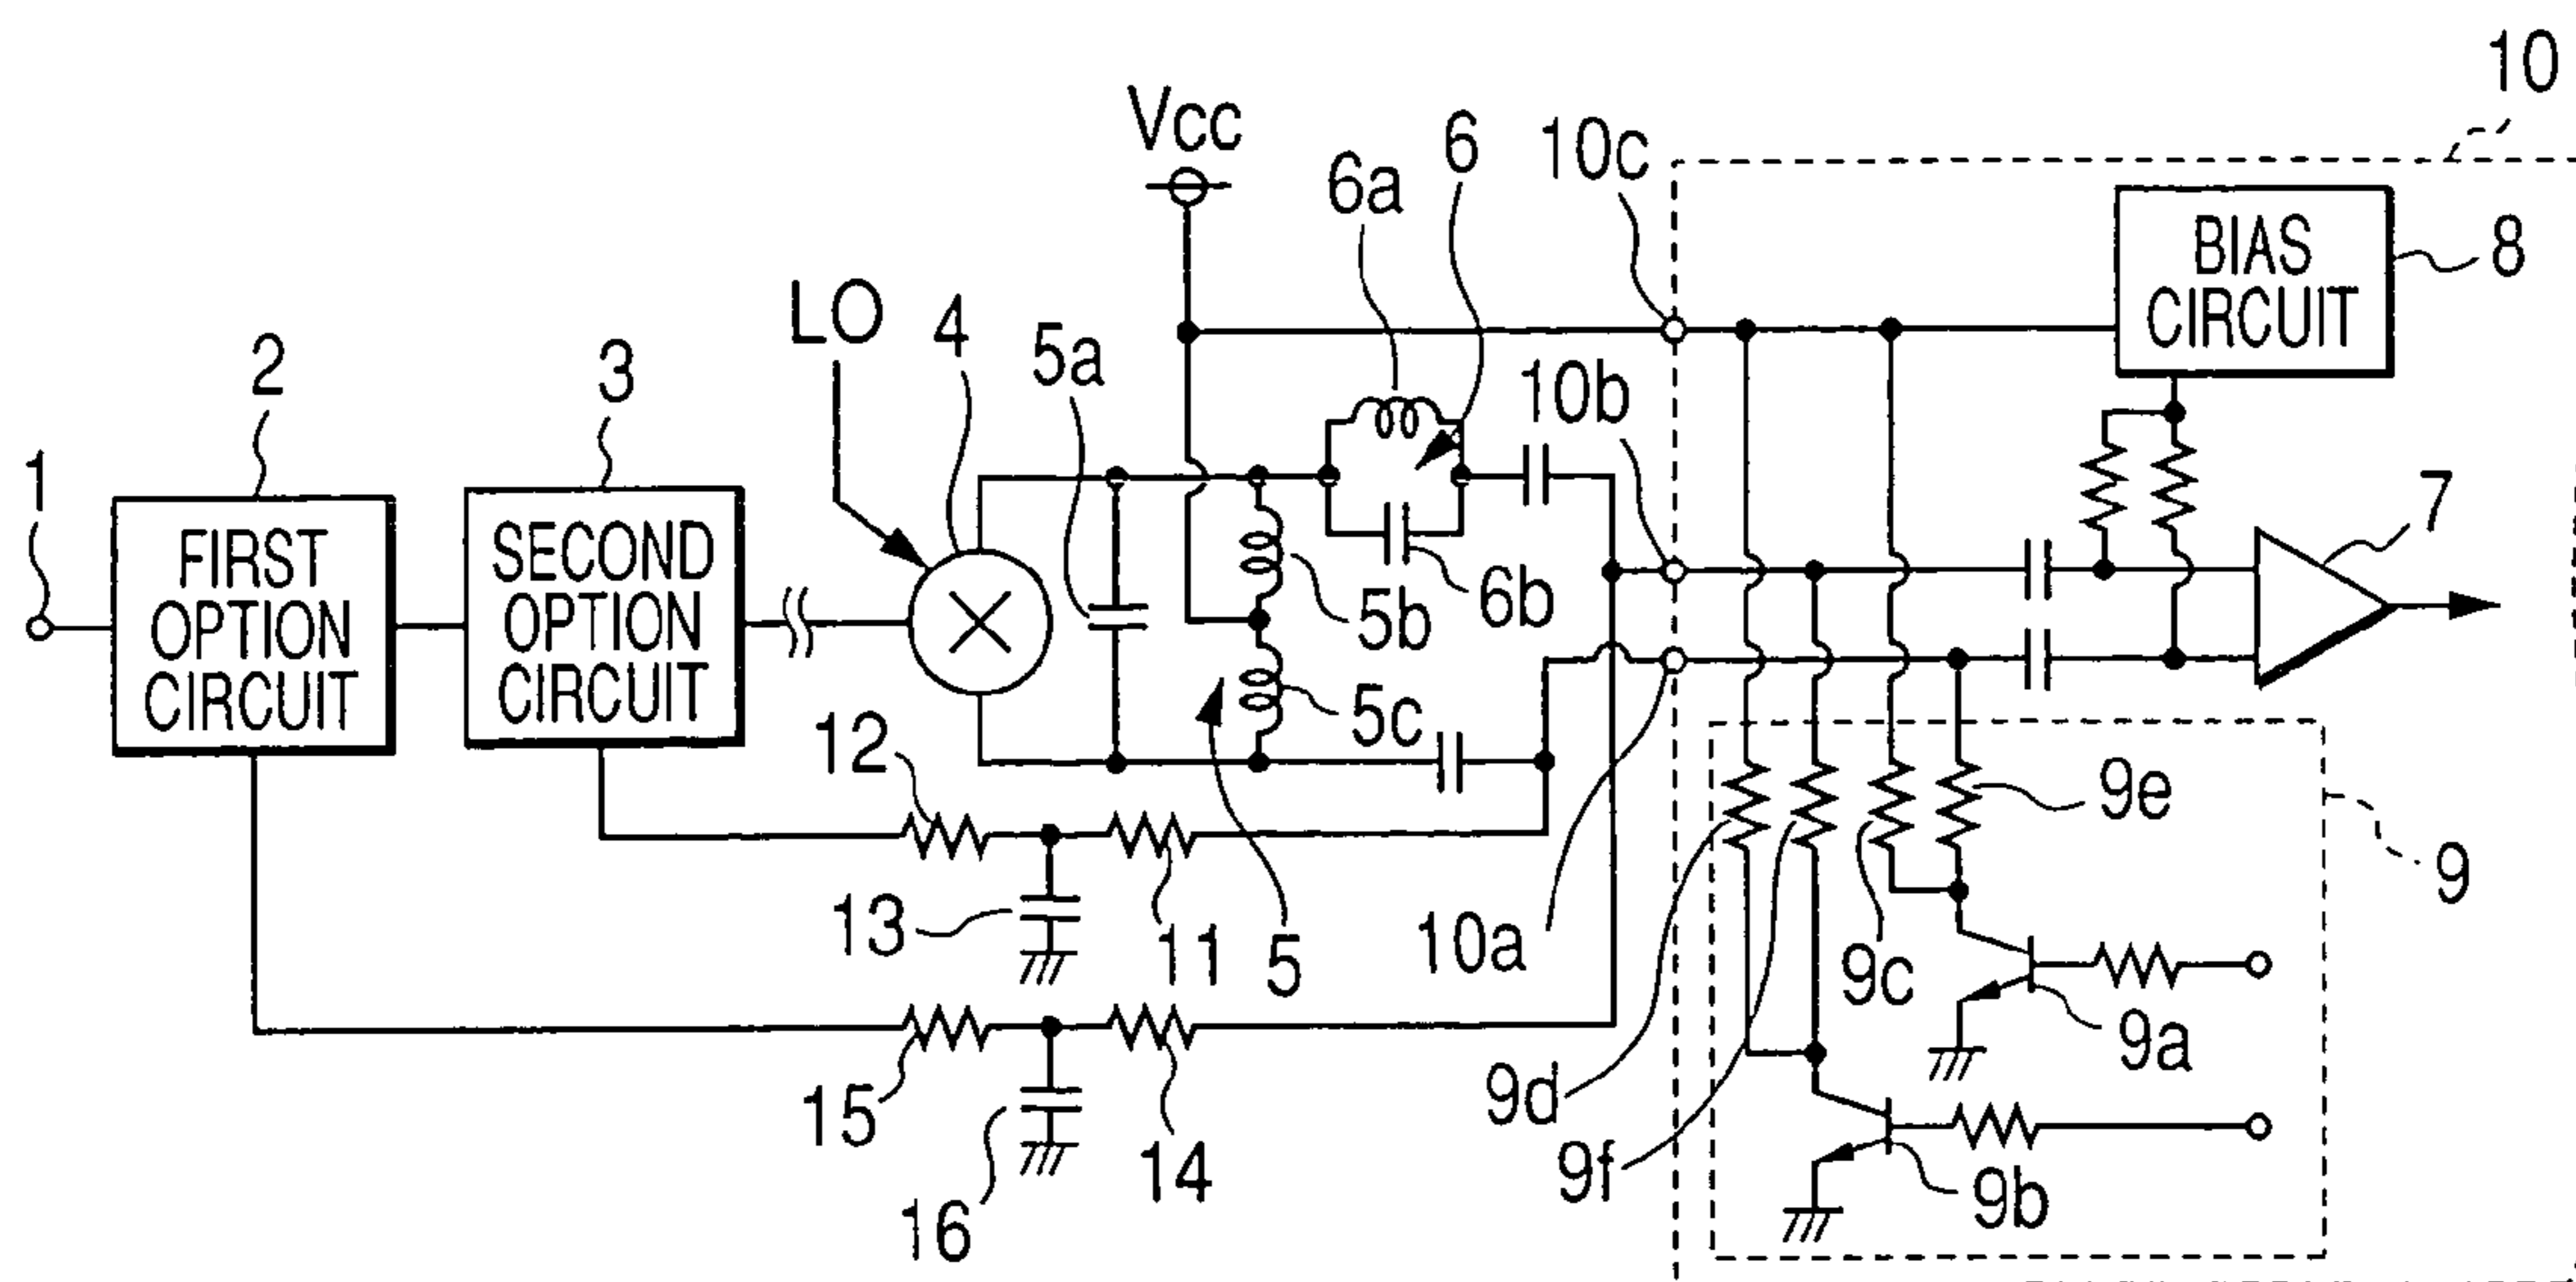 10
Vcc
6
10c
6a
BIAS
CIRCUIT
8
LO
4
5a
10b
2
3
1
FIRST
OPTION
CIRCUIT
SECOND
OPTION
CIRCUIT
7
5b
6b
5c
12
9e
9
13
11
5
10a
9c
9a
15
16
14
9d
9f
9b